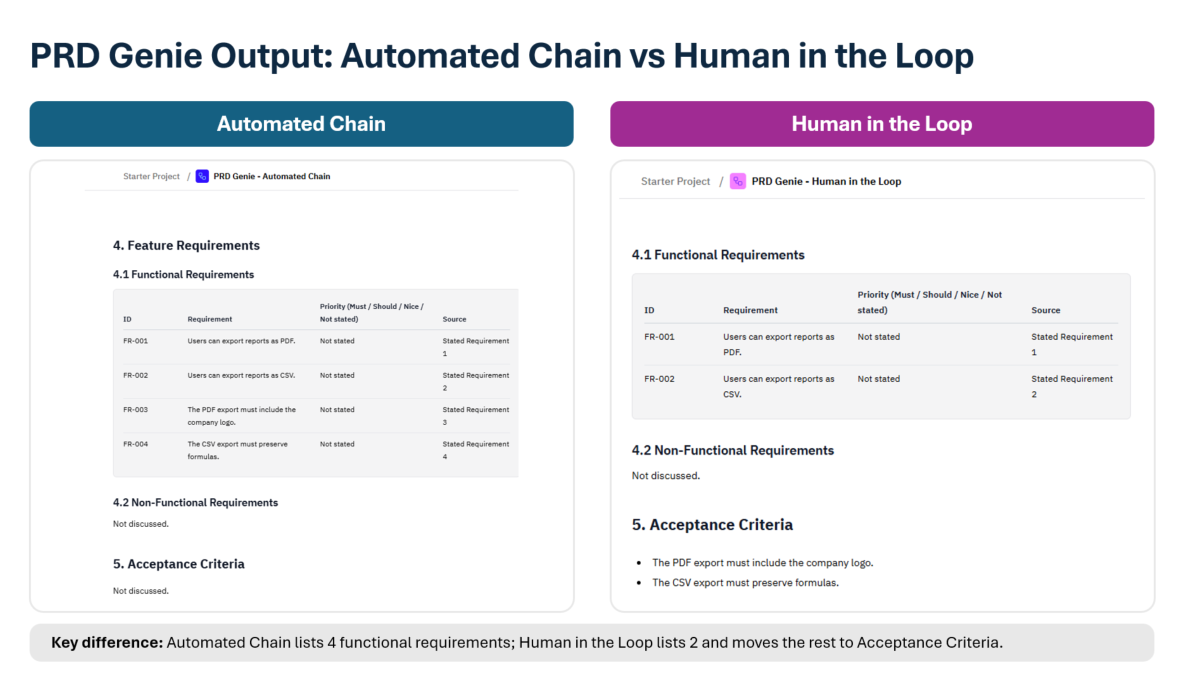 PRD Genie Output: Automated Chain vs Human in the Loop
Automated Chain
Starter Project / PRD Genie - Automated Chain
4. Feature Requirements
4.1 Functional Requirements
Priority (Must / Should / Nice /
ID Requirement Not stated) Source
FR-001 Users can export reports as PDF. Not stated Stated Requirement
1
FR-002 Users can export reports as CSV. Not stated Stated Requirement
2
FR-003 The PDF export must include the Not stated Stated Requirement
company logo. 3
FR-004 The CSV export must preserve Not stated Stated Requirement
formulas. 4
4.2 Non-Functional Requirements
Not discussed.
5. Acceptance Criteria
Not discussed.
Human in the Loop
Starter Project / PRD Genie - Human in the Loop
4.1 Functional Requirements
Priority (Must / Should / Nice / Not
ID Requirement stated) Source
FR-001 Users can export reports as Not stated Stated Requirement
PDF. 1
FR-002 Users can export reports as Not stated Stated Requirement
CSV. 2
4.2 Non-Functional Requirements
Not discussed.
5. Acceptance Criteria
• The PDF export must include the company logo.
• The CSV export must preserve formulas.
Key difference: Automated Chain lists 4 functional requirements; Human in the Loop lists 2 and moves the rest to Acceptance Criteria.